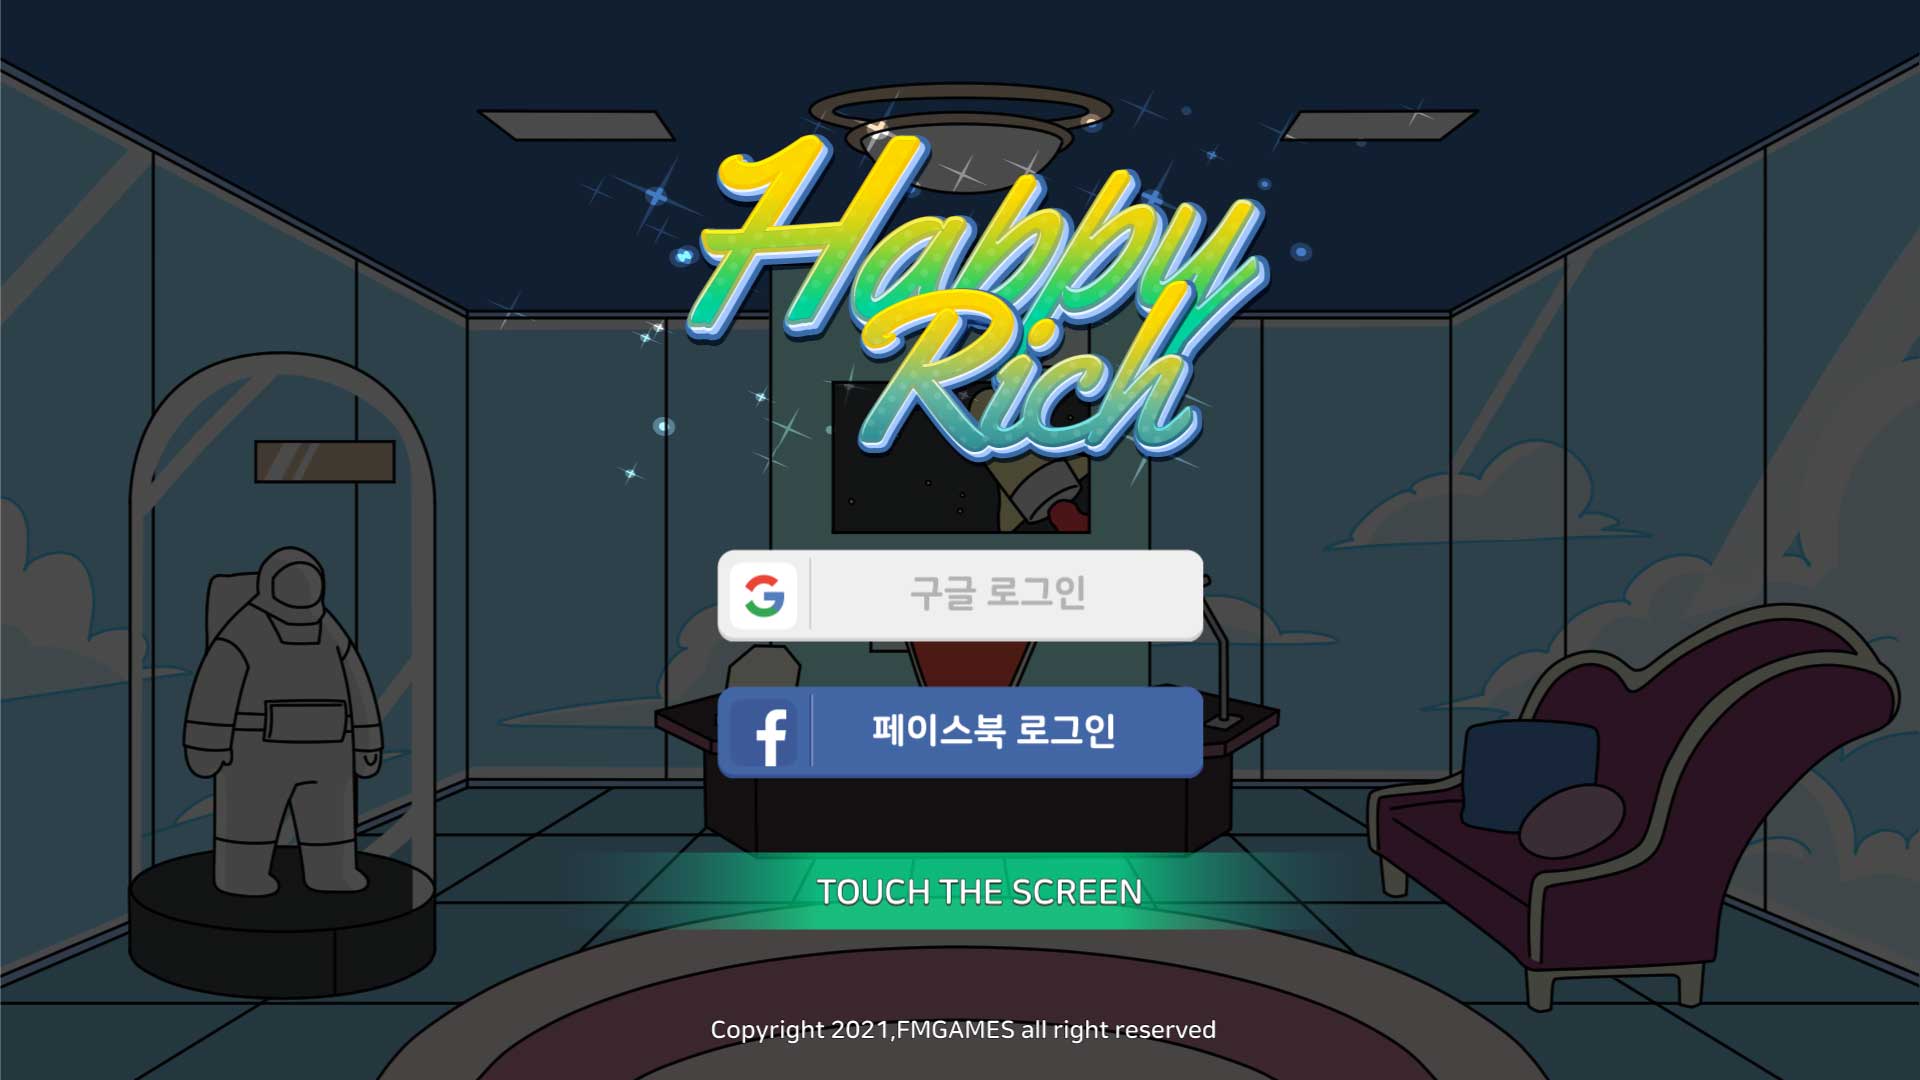 Happy
Rich
구글 로그인
페이스북 로그인
TOUCH THE SCREEN
Copyright 2021,FMGAMES all right reserved